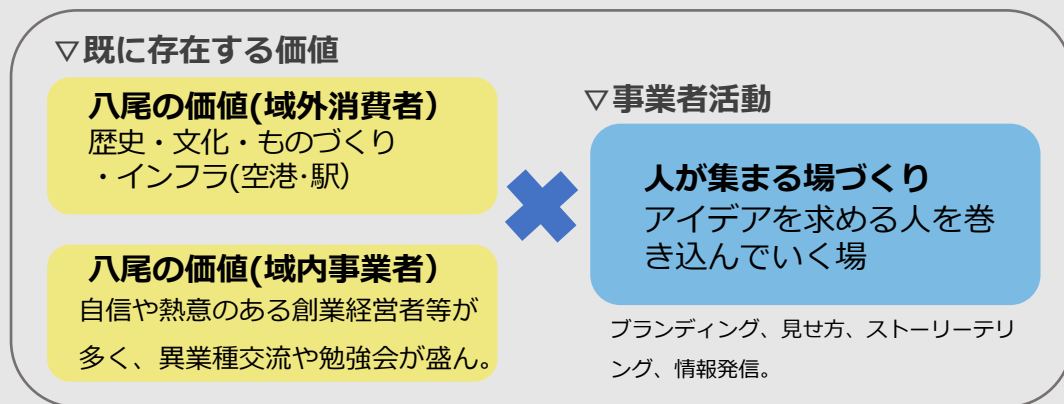 ▽既に存在する価値
八尾の価値(域外消費者）
歴史・文化・ものづくり
・インフラ(空港･駅）
八尾の価値(域内事業者）
自信や熱意のある創業経営者等が
多く、異業種交流や勉強会が盛ん。
▽事業者活動
人が集まる場づくり
アイデアを求める人を巻
き込んでいく場
ブランディング、見せ方、ストーリーテリ
ング、情報発信。